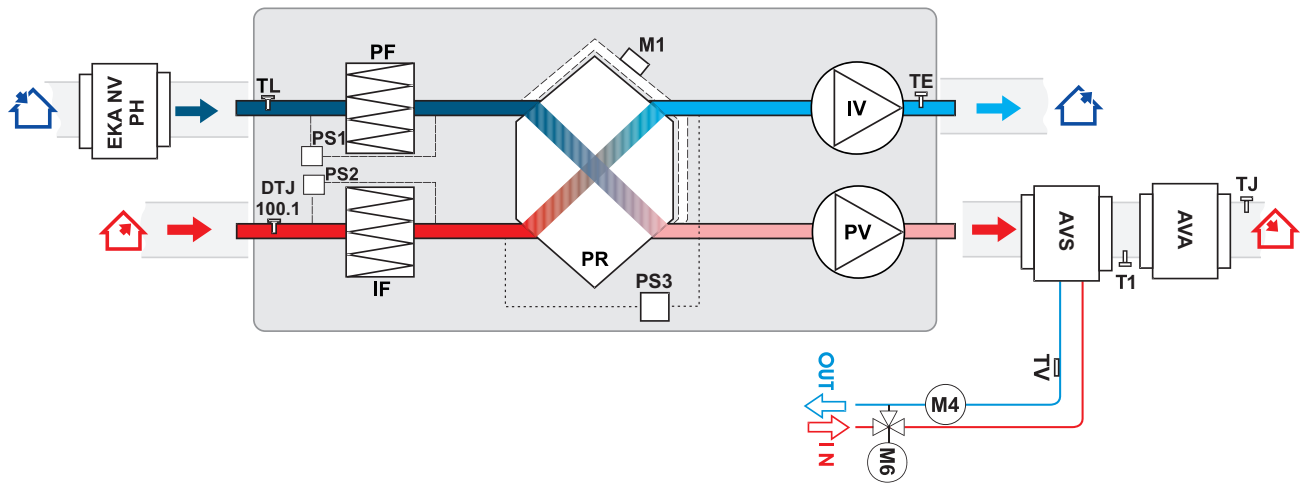 EKA NV
PH
TL
PF
M1
TE
IV
PS1
PS2
DTJ
100.1
IF
PR
PS3
PV
AVS
T1
AVA
TJ
TV
OUT
M4
IN
M6